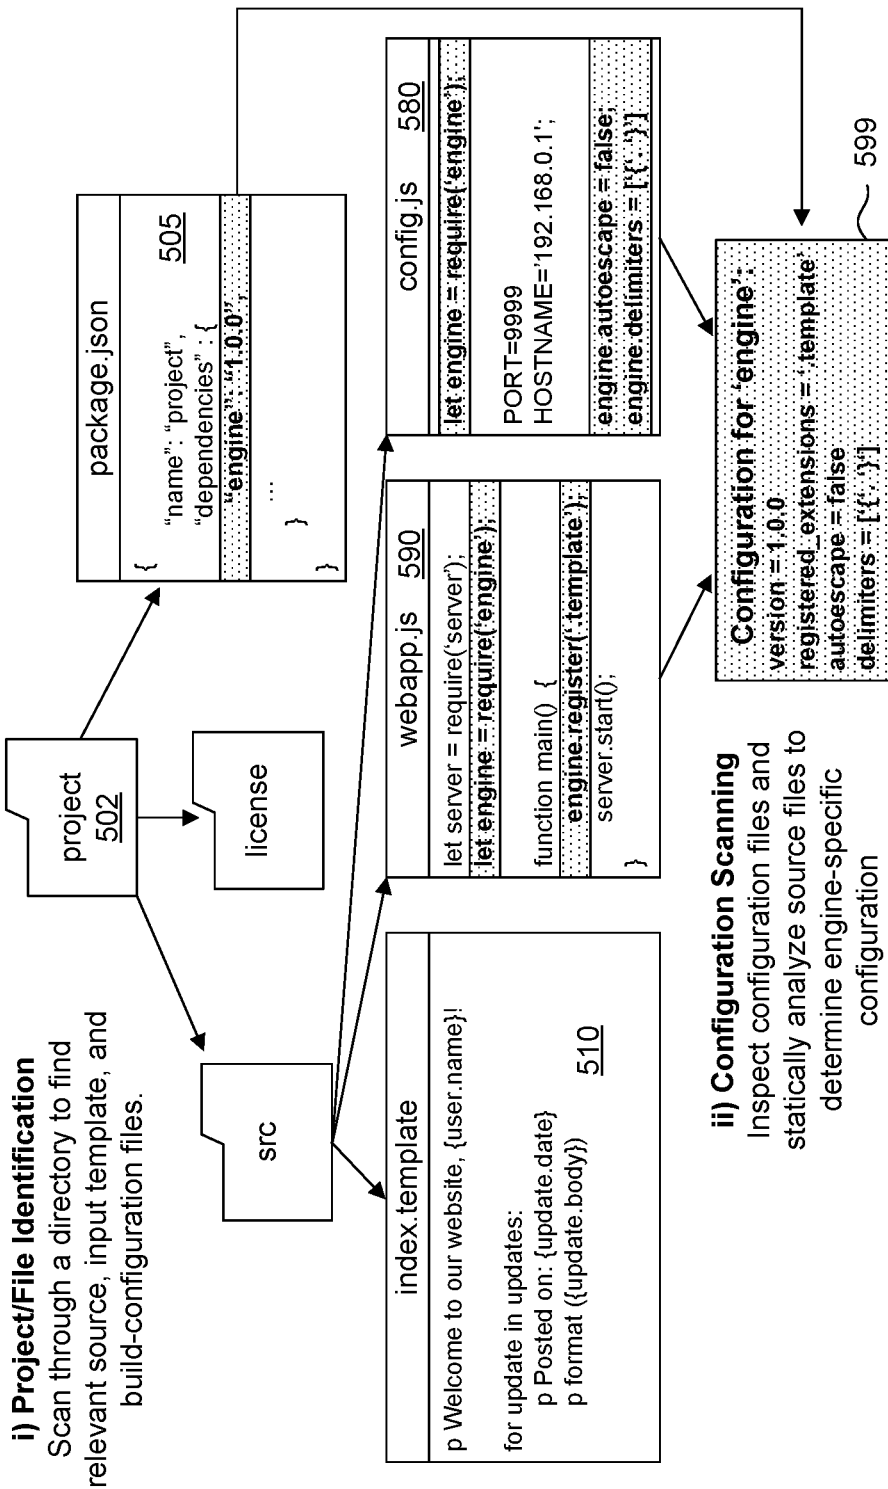 i) Project/File Identification
Scan through a directory to find
relevant source, input template, and
build-configuration files.
project
502
src
license
package.json
{
505
“name”: “project”,
“dependencies” : {
“engine”: “1.0.0”,
...
}
}
index.template
p Welcome to our website, {user.name}!
for update in updates:
p Posted on: {update.date}
p format ({update.body})
510
webapp.js 590
let server = require(‘server’);
let engine = require(‘engine’);
function main() {
engine.register(‘.template’);
server.start();
}
config.js 580
let engine = require(‘engine’);
PORT=9999
HOSTNAME=’192.168.0.1’;
engine.autoescape = false;
engine.delimiters = [‘{‘, ‘}’]
ii) Configuration Scanning
Inspect configuration files and
statically analyze source files to
determine engine-specific
configuration
Configuration for ‘engine’:
version = 1.0.0
registered_extensions = ‘.template’
autoescape = false
delimiters = [‘{‘, ‘}‘]
599